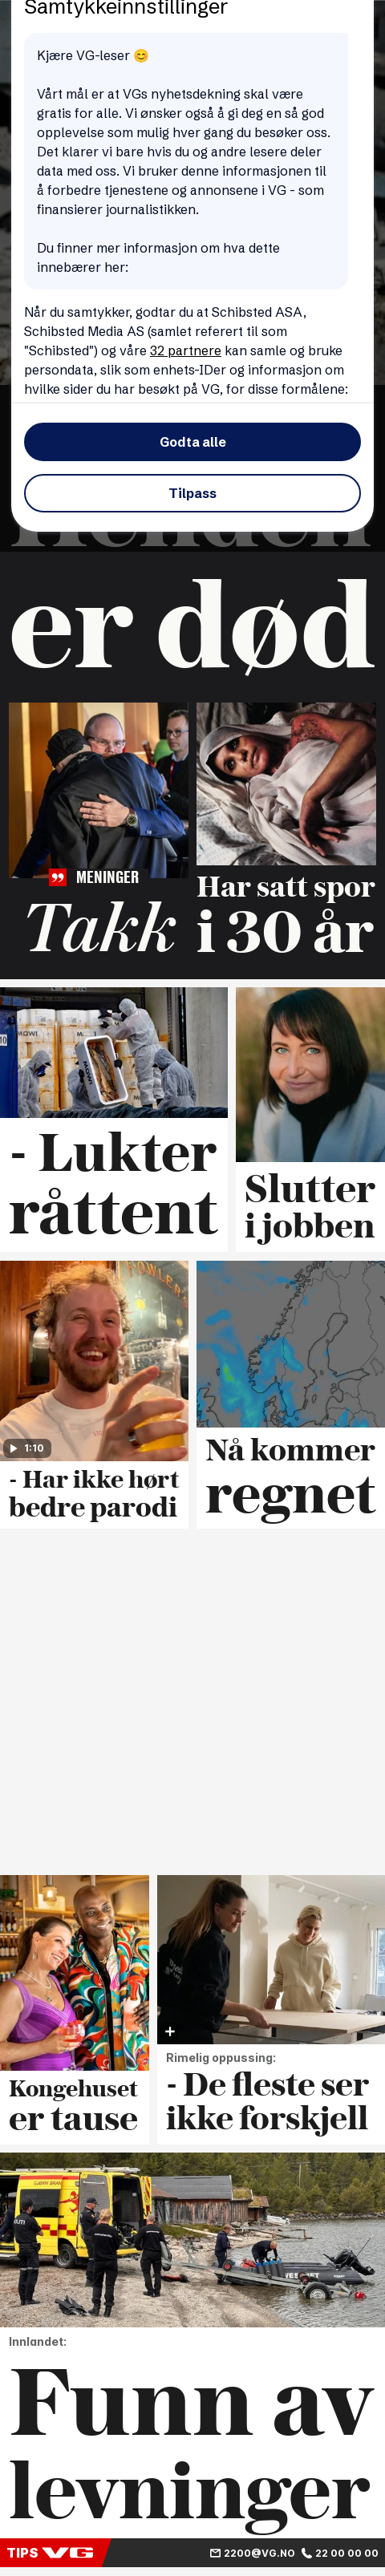 Samtykkeinnstillinger
Kjære VG-leser 😊
Vårt mål er at VGs nyhetsdekning skal være
gratis for alle. Vi ønsker også å gi deg en så god
opplevelse som mulig hver gang du besøker oss.
Det klarer vi bare hvis du og andre lesere deler
data med oss. Vi bruker denne informasjonen til
å forbedre tjenestene og annonsene i VG - som
finansierer journalistikken.
Du finner mer informasjon om hva dette
innebærer her:
Når du samtykker, godtar du at Schibsted ASA,
Schibsted Media AS (samlet referert til som
"Schibsted") og våre 32 partnere kan samle og bruke
persondata, slik som enhets-IDer og informasjon om
hvilke sider du har besøkt på VG, for disse formålene:
Godta alle
Tilpass
er død
MENINGER
Takk
Har satt spor
i 30 år
MOWI
- Lukter
råttent
Slutter
i jobben
1:10
- Har ikke hørt
bedre parodi
Nå kommer
regnet
Kongehuset
er tause
Rimelig oppussing:
- De fleste ser
ikke forskjell
Innlandet:
Funn av
levninger
TIPS VG
2200@VG.NO 22 00 00 00